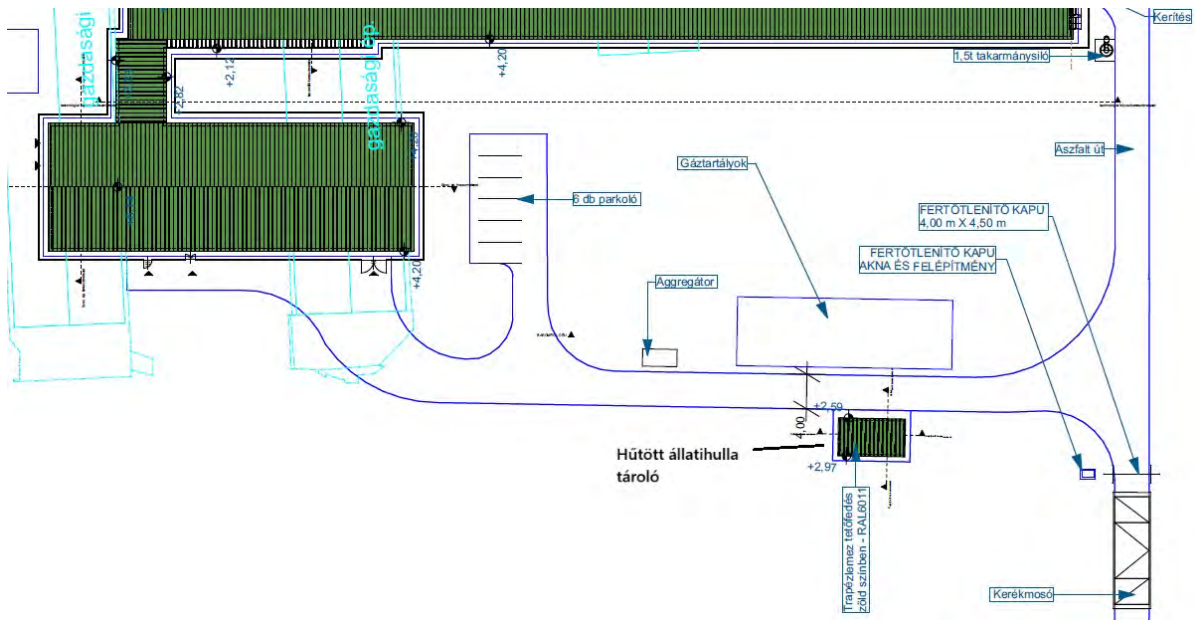 Kerítés
gazdasági
gazdasági ép.
+4,20
+2,12
1,5t takarmánysiló
+2,82
Aszfalt út
Gáztartályok
6 db parkoló
FERTŐTLENÍTŐ KAPU
4,00 m X 4,50 m
FERTŐTLENÍTŐ KAPU
AKNA ÉS FELÉPÍTMÉNY
+4,20
Aggregátor
+2,59
4,00
Hűtött állatihulla
tároló
+2,97
Trapézlemez tetőfedés
zöld színben - RAL6011
Kerékmosó